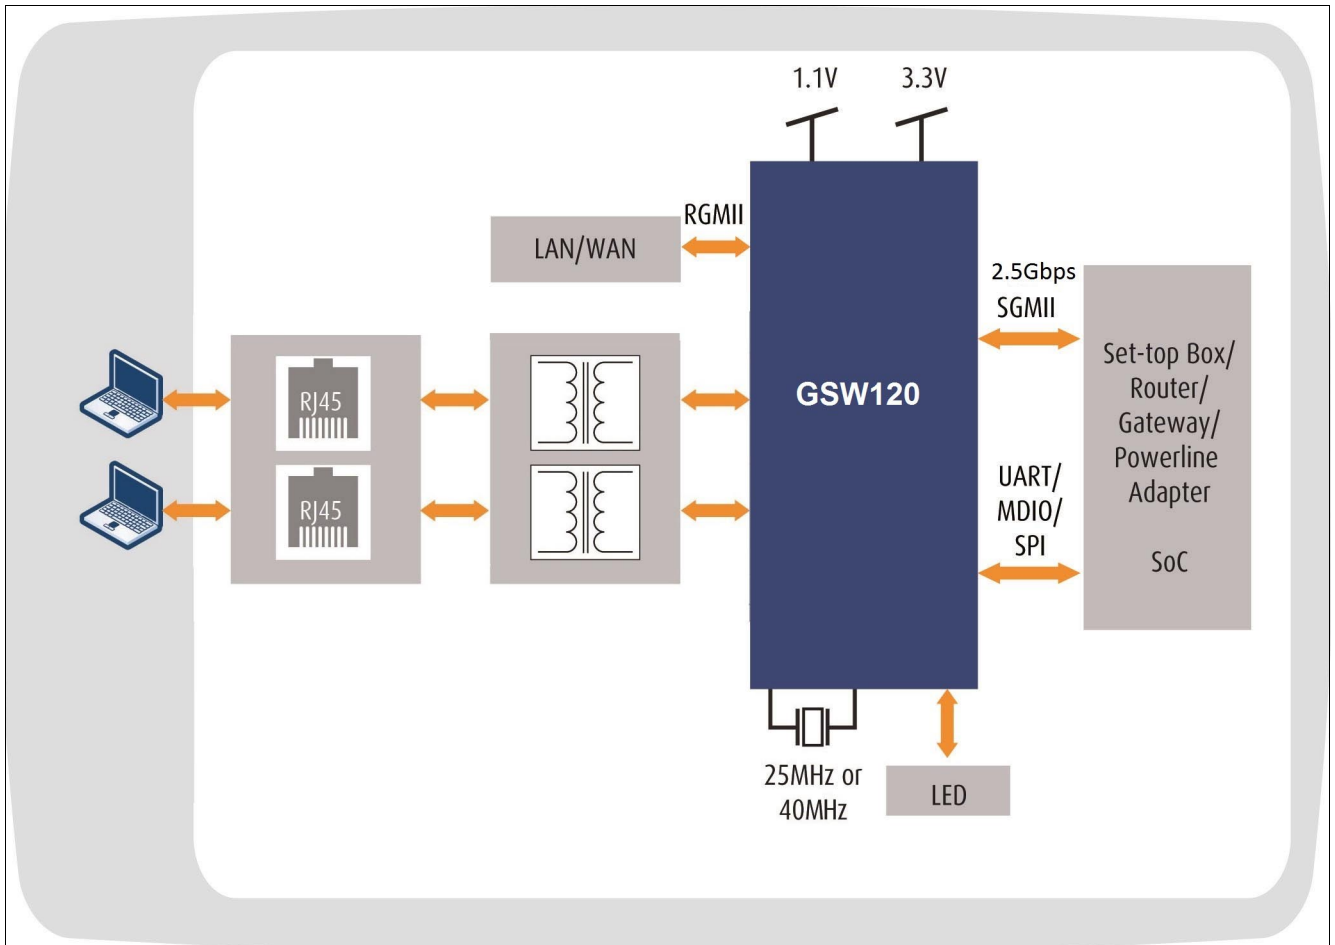 1.1V
3.3V
RGMII
LAN/WAN
2.5Gbps
SGMII
RJ45
RJ45
GSW120
Set-top Box/
Router/
Gateway/
Powerline
Adapter
SoC
UART/
MDIO/
SPI
25MHz or
40MHz
LED